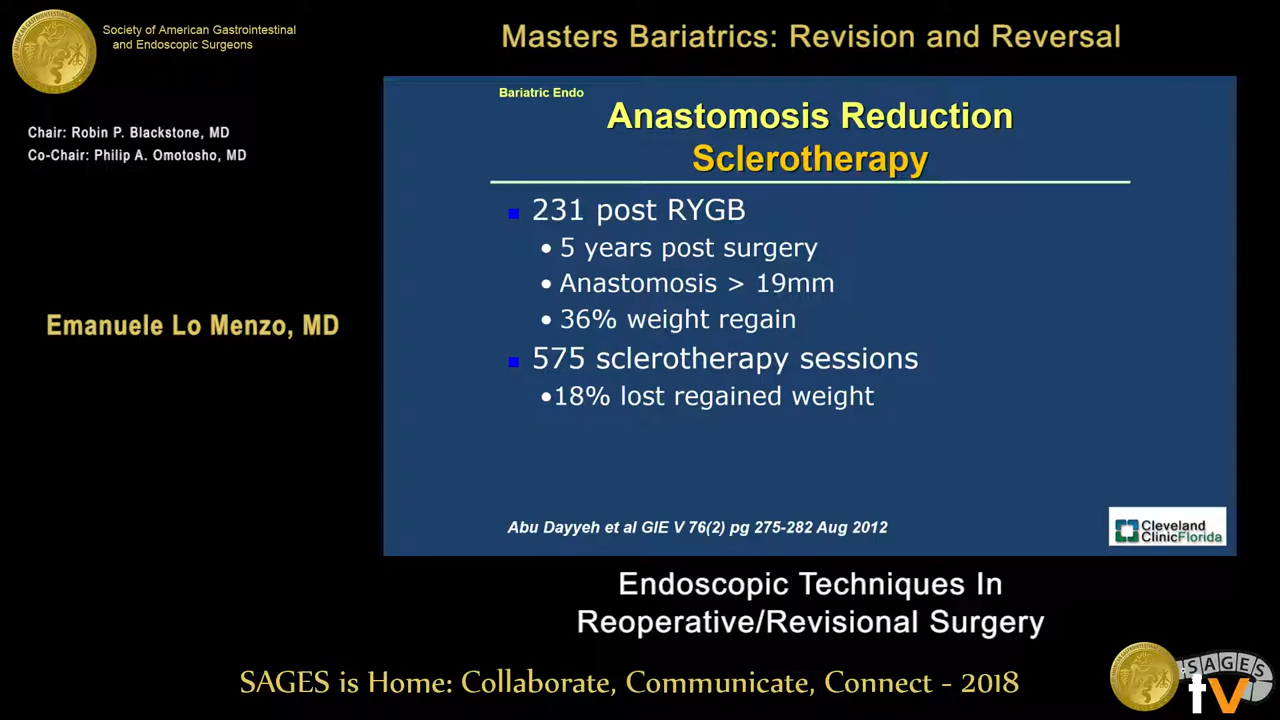 Society of American Gastrointestinal
and Endoscopic Surgeons
Masters Bariatrics: Revision and Reversal
Chair: Robin P. Blackstone, MD
Co-Chair: Philip A. Omotosho, MD
Emanuele Lo Menzo, MD
Bariatric Endo
Anastomosis Reduction
Sclerotherapy
231 post RYGB
• 5 years post surgery
• Anastomosis > 19mm
• 36% weight regain
575 sclerotherapy sessions
•18% lost regained weight
Abu Dayyeh et al GIE V 76(2) pg 275-282 Aug 2012
Cleveland
ClinicFlorida
Endoscopic Techniques In
Reoperative/Revisional Surgery
SAGES is Home: Collaborate, Communicate, Connect - 2018
SAGES
tv